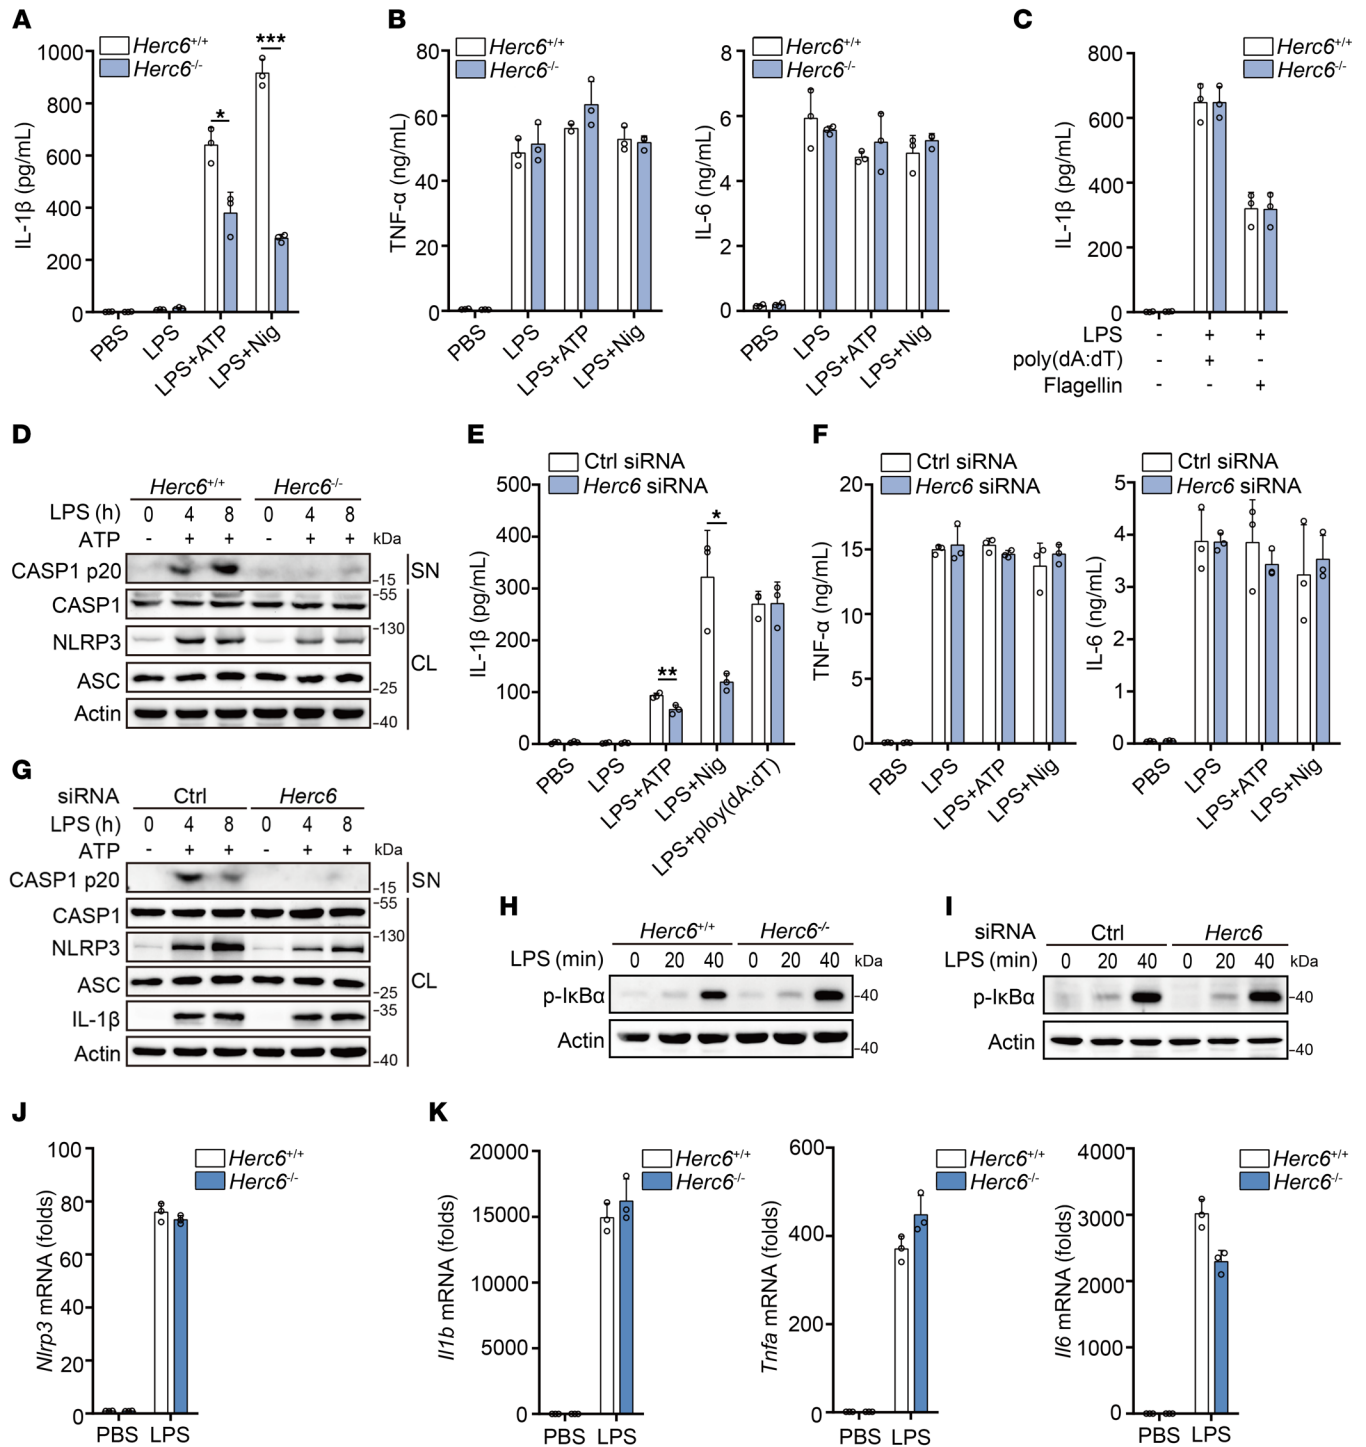 A
Herc6+/+
Herc6-/-
IL-1β (pg/mL)
1000
800
600
400
200
0
*
***
PBS
LPS
LPS+ATP
LPS+Nig
B
Herc6+/+
Herc6-/-
TNF-α (ng/mL)
80
60
40
20
0
PBS
LPS
LPS+ATP
LPS+Nig
Herc6+/+
Herc6-/-
IL-6 (ng/mL)
8
6
4
2
0
PBS
LPS
LPS+ATP
LPS+Nig
C
Herc6+/+
Herc6-/-
IL-1β (pg/mL)
800
600
400
200
0
LPS - + +
poly(dA:dT) - + -
Flagellin - - +
D
Herc6+/+ Herc6-/-
LPS (h) 0 4 8 0 4 8
ATP - + + - + + kDa
CASP1 p20 -15 SN
CASP1 -55
NLRP3 -130
ASC -25
Actin -40
CL
E
Ctrl siRNA
Herc6 siRNA
IL-1β (pg/mL)
500
400
300
200
100
0
**
*
PBS
LPS
LPS+ATP
LPS+Nig
LPS+ploy(dA:dT)
F
Ctrl siRNA
Herc6 siRNA
TNF-α (ng/mL)
20
15
10
5
0
PBS
LPS
LPS+ATP
LPS+Nig
Ctrl siRNA
Herc6 siRNA
IL-6 (ng/mL)
5
4
3
2
1
0
PBS
LPS
LPS+ATP
LPS+Nig
G
siRNA Ctrl Herc6
LPS (h) 0 4 8 0 4 8
ATP - + + - + + kDa
CASP1 p20 -15 SN
CASP1 -55
NLRP3 -130
ASC -25
IL-1β -35
Actin -40
CL
H
Herc6+/+ Herc6-/-
LPS (min) 0 20 40 0 20 40 kDa
p-IκBα -40
Actin -40
I
siRNA Ctrl Herc6
LPS (min) 0 20 40 0 20 40 kDa
p-IκBα -40
Actin -40
J
Herc6+/+
Herc6-/-
Nlrp3 mRNA (folds)
100
80
60
40
20
0
PBS LPS
K
Herc6+/+
Herc6-/-
Il1b mRNA (folds)
20000
15000
10000
5000
0
PBS LPS
Herc6+/+
Herc6-/-
Tnfa mRNA (folds)
600
400
200
0
PBS LPS
Herc6+/+
Herc6-/-
Il6 mRNA (folds)
4000
3000
2000
1000
0
PBS LPS